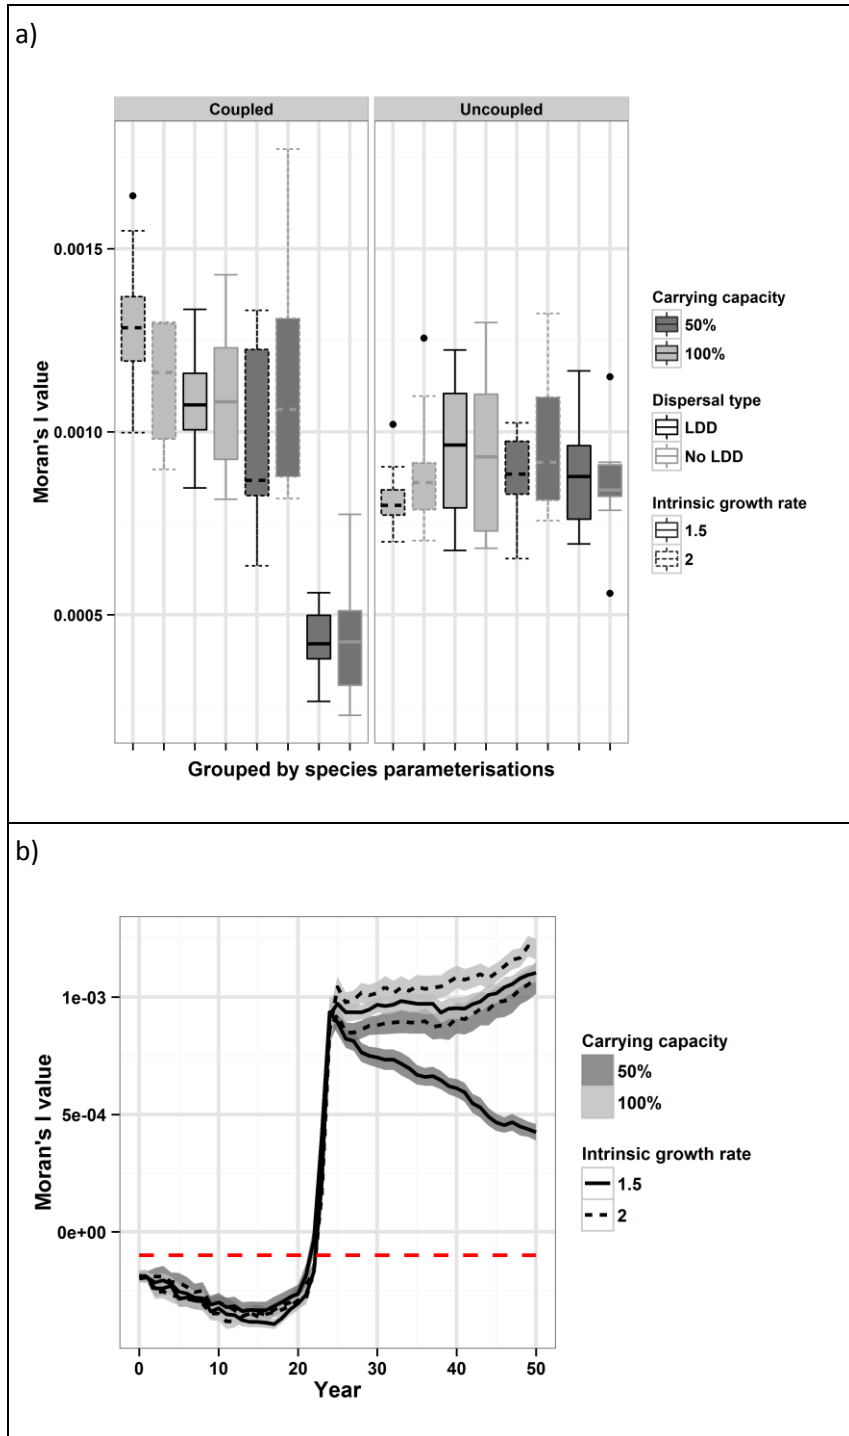 a)
Coupled
Uncoupled
0.0015
0.0010
0.0005
Moran's I value
Grouped by species parameterisations
Carrying capacity
50%
100%
Dispersal type
LDD
No LDD
Intrinsic growth rate
1.5
2
b)
1e-03
5e-04
0e+00
Moran's I value
0 10 20 30 40 50
Year
Carrying capacity
50%
100%
Intrinsic growth rate
1.5
2